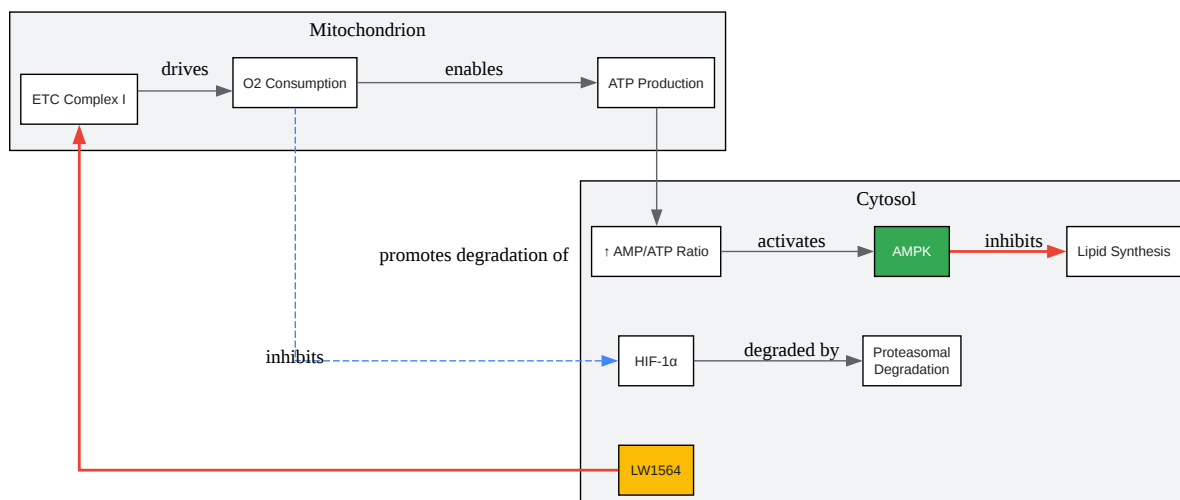 Mitochondrion
drives
enables
O2 Consumption
ATP Production
ETC Complex I
Cytosol
promotes degradation of
↑ AMP/ATP Ratio
activates
AMPK
inhibits
Lipid Synthesis
inhibits
HIF-1α
degraded by
Proteasomal
Degradation
LW1564